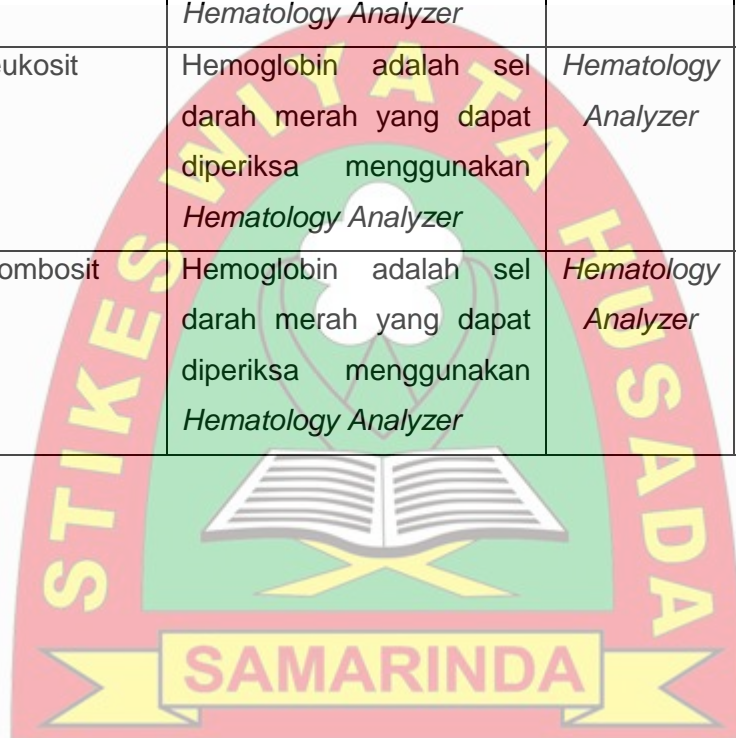 Hematology Analyzer
eukosit Hemoglobin adalah sel Hematology
darah merah yang dapat Analyzer
diperiksa menggunakan
Hematology Analyzer
ombosit Hemoglobin adalah sel Hematology
darah merah yang dapat Analyzer
diperiksa menggunakan
Hematology Analyzer
STIKES WIYATA HUSADA
SAMARINDA